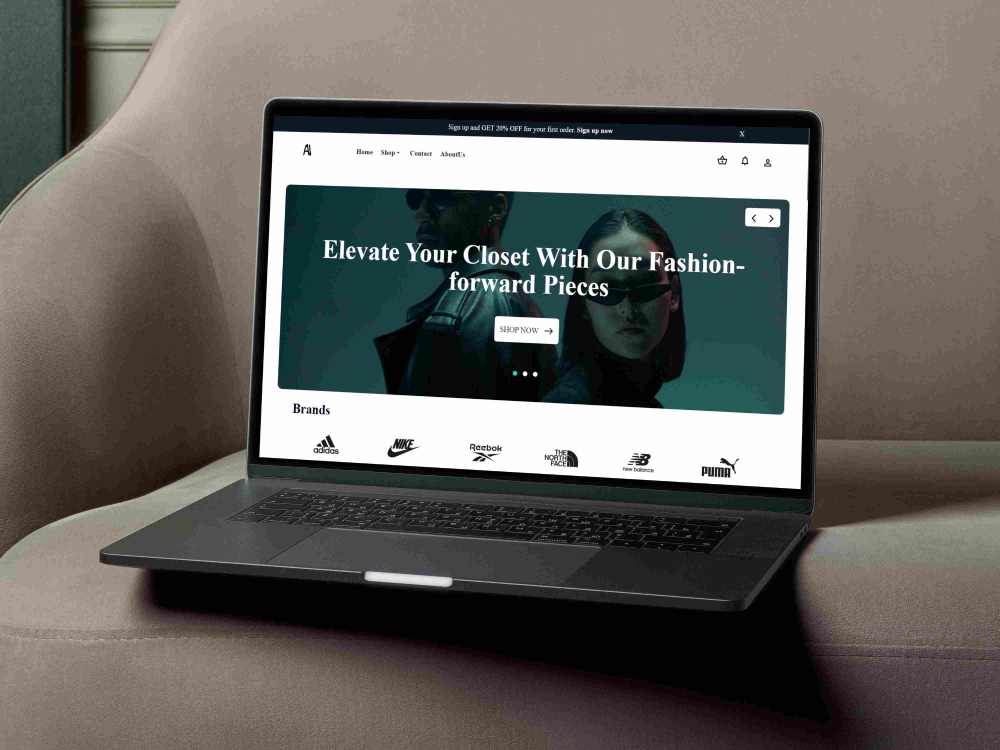 Sign up and GET 20% OFF for your first order. Sign up now X
Home Shop Contact AboutUs
Elevate Your Closet With Our Fashion-
forward Pieces
SHOP NOW
Brands
adidas NIKE Reebok THE NORTH FACE NB new balance PUMA